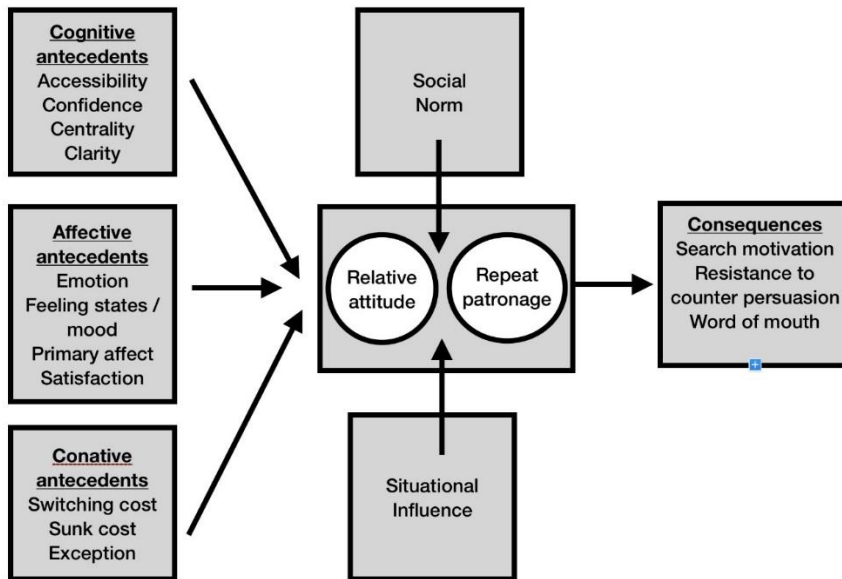 Cognitive
antecedents
Accessibility
Confidence
Centrality
Clarity
Social
Norm
Affective
antecedents
Emotion
Feeling states /
mood
Primary affect
Satisfaction
Relative
attitude
Repeat
patronage
Consequences
Search motivation
Resistance to
counter persuasion
Word of mouth
Conative
antecedents
Switching cost
Sunk cost
Exception
Situational
Influence